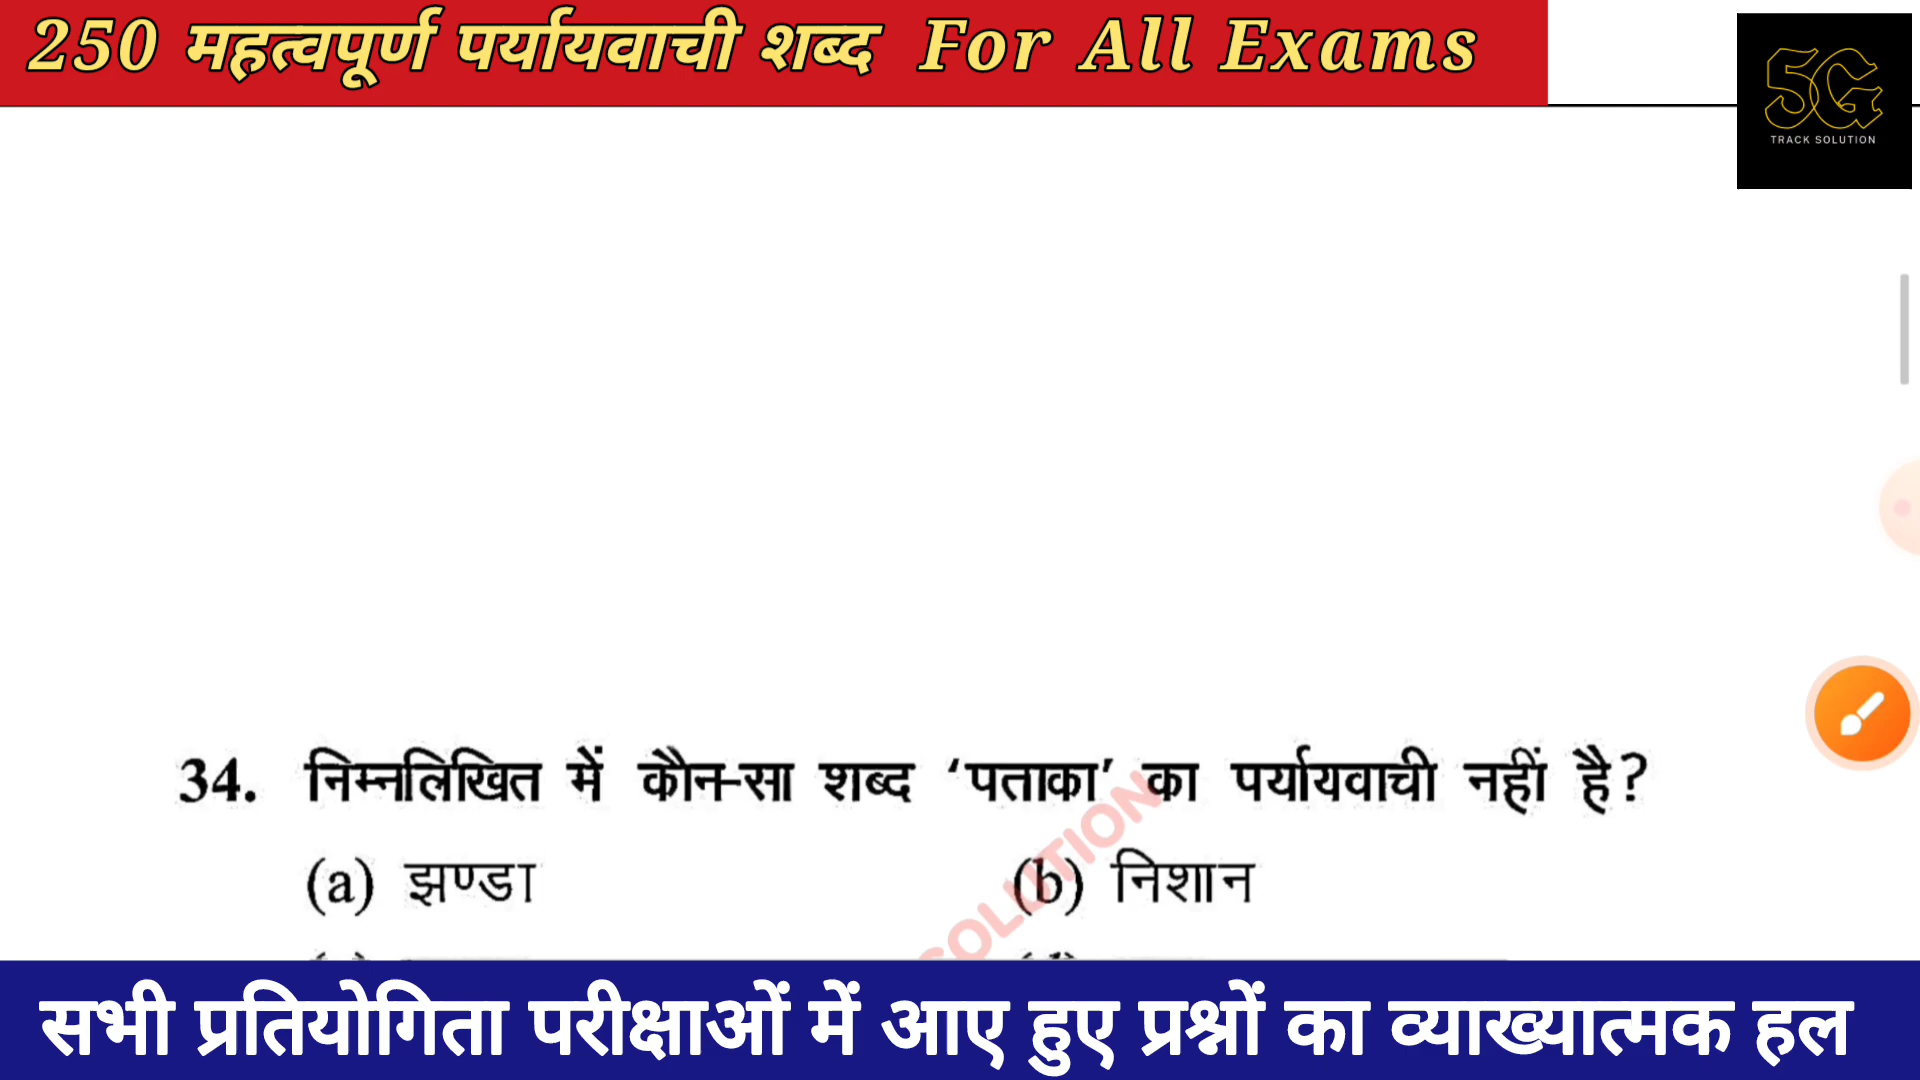 250 महत्वपूर्ण पर्यायवाची शब्द For All Exams
5G
TRACK SOLUTION
34. निम्नलिखित में कौन-सा शब्द ‘पताका’ का पर्यायवाची नहीं है?
(a) झण्डा (b) निशान
SOLUTION
सभी प्रतियोगिता परीक्षाओं में आए हुए प्रश्नों का व्याख्यात्मक हल